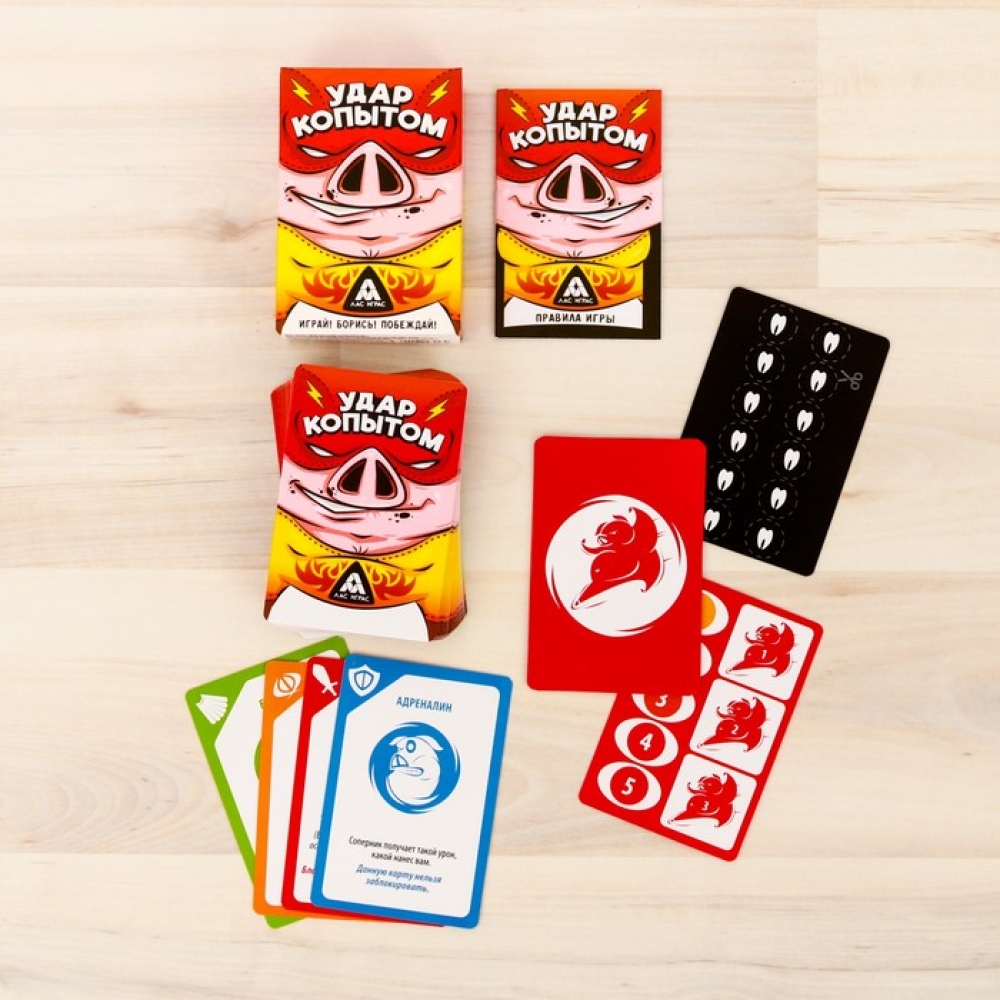 УДАР
КОПЫТОМ
ЛАС ИГРАС
ИГРАЙ! БОРИСЬ! ПОБЕЖДАЙ!
УДАР
КОПЫТОМ
ЛАС ИГРАС
ПРАВИЛА ИГРЫ
УДАР
КОПЫТОМ
ЛАС ИГРАС
АДРЕНАЛИН
Соперник получает такой урон,
какой нанес вам.
Данную карту нельзя
заблокировать.
1
2
3
3
4
5